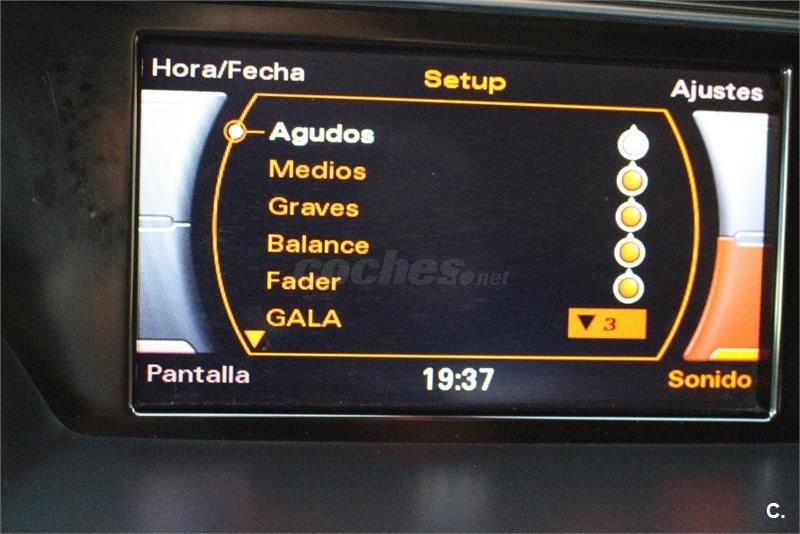 Hora/Fecha
Setup
Ajustes
Agudos
Medios
Graves
Balance
Fader
GALA
3
coches.net
Pantalla
19:37
Sonido
C.